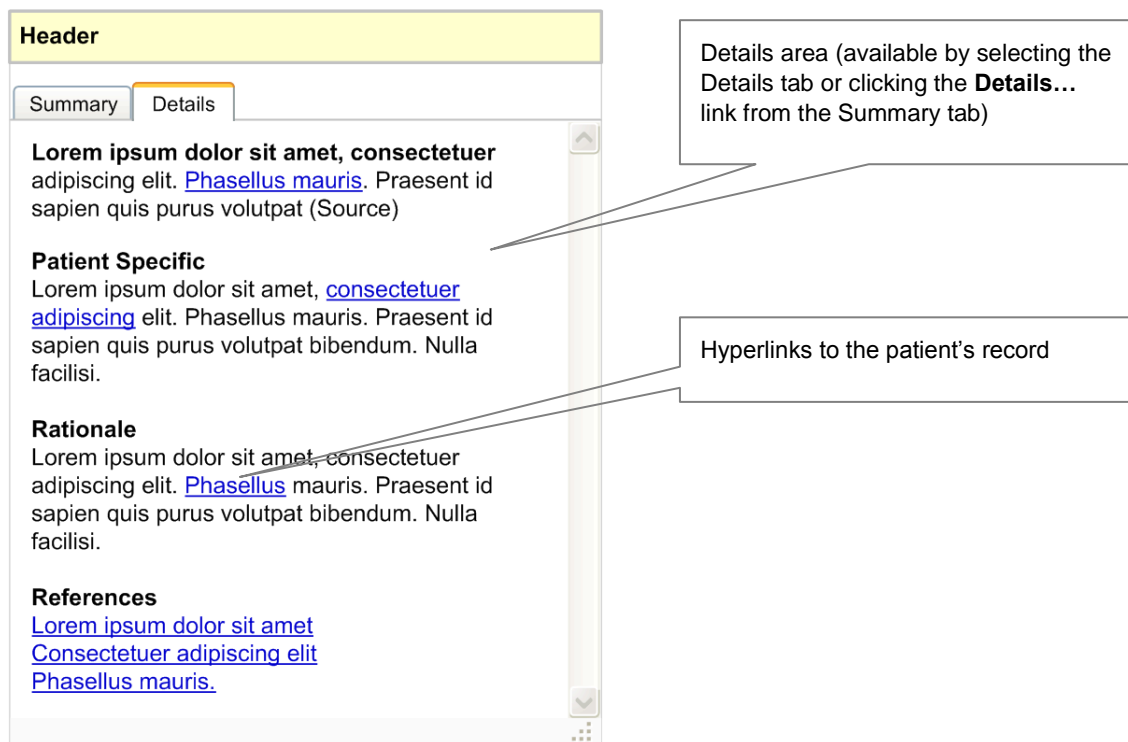 Header
Summary
Details
Lorem ipsum dolor sit amet, consectetuer
adipiscing elit. Phasellus mauris. Praesent id
sapien quis purus volutpat (Source)
Patient Specific
Lorem ipsum dolor sit amet, consectetuer
adipiscing elit. Phasellus mauris. Praesent id
sapien quis purus volutpat bibendum. Nulla
facilisi.
Rationale
Lorem ipsum dolor sit amet, consectetuer
adipiscing elit. Phasellus mauris. Praesent id
sapien quis purus volutpat bibendum. Nulla
facilisi.
References
Lorem ipsum dolor sit amet
Consectetuer adipiscing elit
Phasellus mauris.
Details area (available by selecting the
Details tab or clicking the Details…
link from the Summary tab)
Hyperlinks to the patient’s record